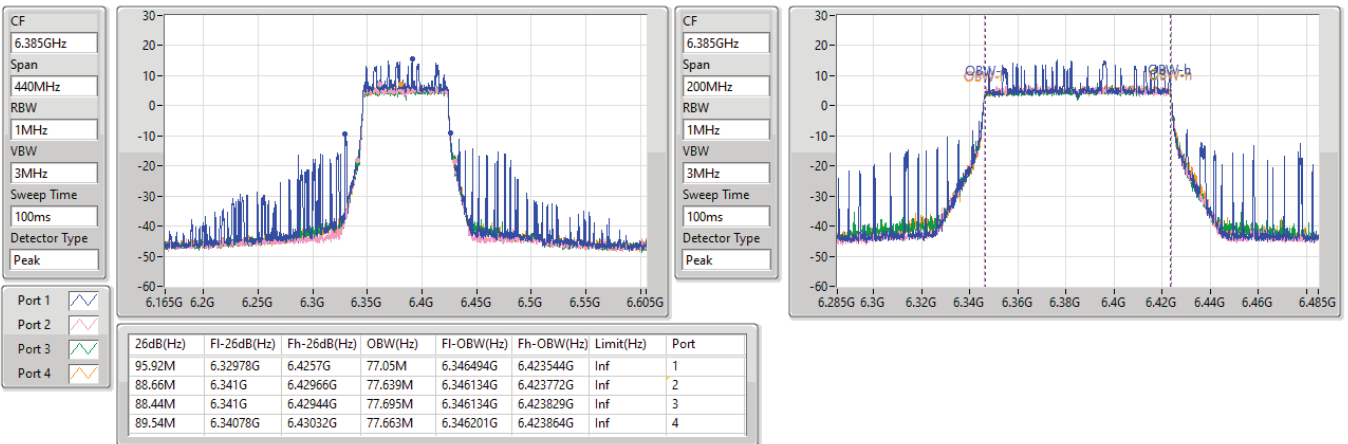 CF
6.385GHz
Span
440MHz
RBW
1MHz
VBW
3MHz
Sweep Time
100ms
Detector Type
Peak
30
20
10
0
-10
-20
-30
-40
-50
-60
6.165G 6.2G 6.25G 6.3G 6.35G 6.4G 6.45G 6.5G 6.55G 6.605G
CF
6.385GHz
Span
200MHz
RBW
1MHz
VBW
3MHz
Sweep Time
100ms
Detector Type
Peak
30
20
10
0
-10
-20
-30
-40
-50
-60
OBW-h
6.285G 6.3G 6.32G 6.34G 6.36G 6.38G 6.4G 6.42G 6.44G 6.46G 6.485G
Port 1
Port 2
Port 3
Port 4
26dB(Hz) Fl-26dB(Hz) Fh-26dB(Hz) OBW(Hz) Fl-OBW(Hz) Fh-OBW(Hz) Limit(Hz) Port
95.92M 6.32978G 6.4257G 77.05M 6.346494G 6.423544G Inf 1
88.66M 6.341G 6.42966G 77.639M 6.346134G 6.423772G Inf 2
88.44M 6.341G 6.42944G 77.695M 6.346134G 6.423829G Inf 3
89.54M 6.34078G 6.43032G 77.663M 6.346201G 6.423864G Inf 4